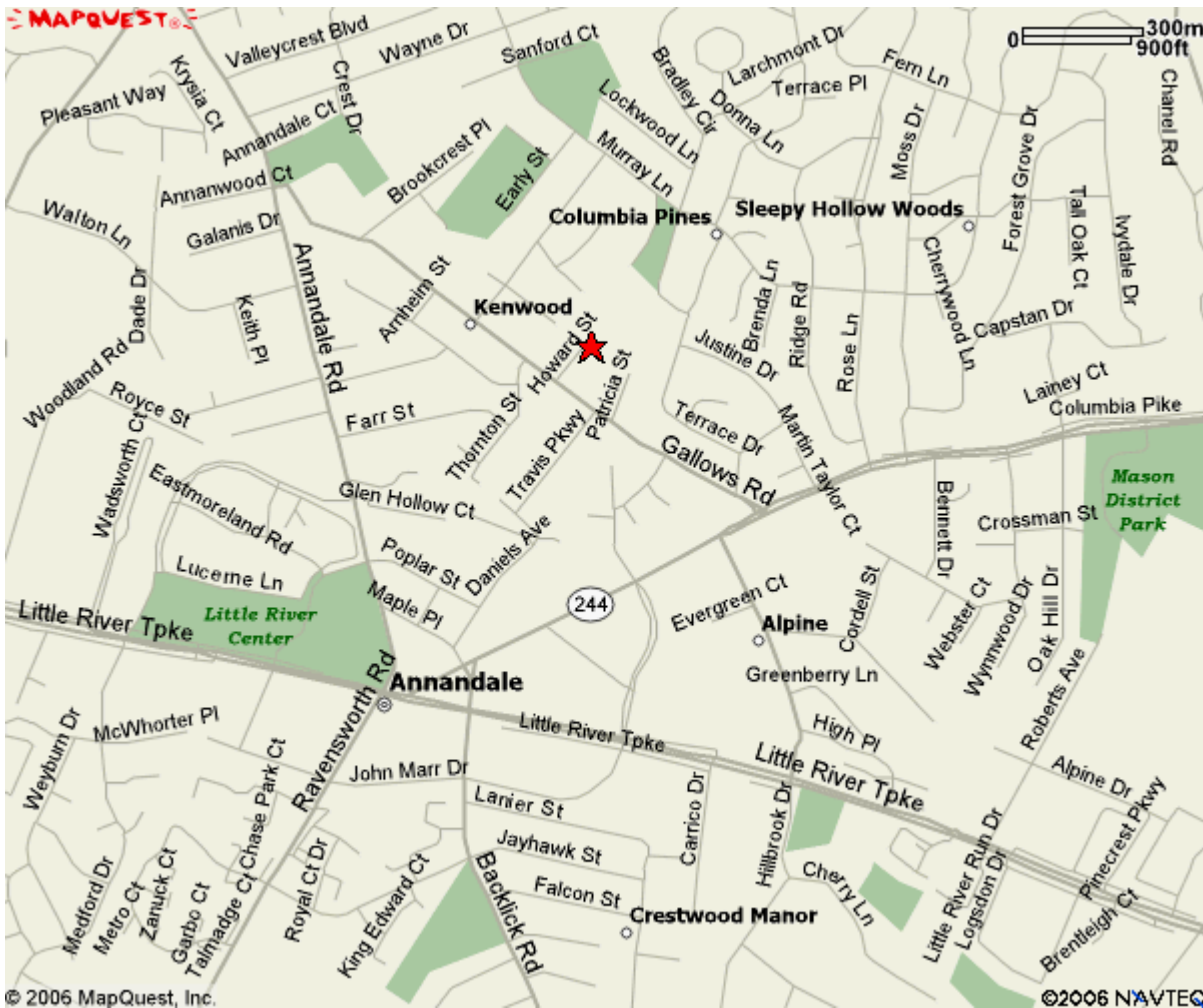 MAPQUEST®
0 300m
900ft
Valleycrest Blvd
Wayne Dr
Sanford Ct
Larchmont Dr
Fern Ln
Krysia Ct
Pleasant Way
Crest Dr
Bradley Cir
Terrace Pl
Chanel Rd
Annandale Ct
Lockwood Ln
Donna Ln
Moss Dr
Forest Grove Dr
Brookcrest Pl
Murray Ln
Annanwood Ct
Early St
Walton Ln
Galanis Dr
Columbia Pines
Sleepy Hollow Woods
Tall Oak Ct
Ivydale Dr
Annandale Rd
Arnheim St
Dade Dr
Keith Pl
Kenwood
Brenda Ln
Ridge Rd
Cherrywood Ln
Capstan Dr
Howard St
Justine Dr
Rose Ln
Woodland Rd
Royce St
Patricia St
Lainey Ct
Columbia Pike
Farr St
Thornton St
Travis Pkwy
Terrace Dr
Martin Taylor Ct
Wadsworth Ct
Gallows Rd
Mason
District
Park
Eastmoreland Rd
Glen Hollow Ct
Bennett Dr
Crossman St
Poplar St
Daniels Ave
Lucerne Ln
Maple Pl
244
Evergreen Ct
Cordell St
Webster Ct
Wynnwood Dr
Oak Hill Dr
Little River Tpke
Little River
Center
Alpine
Greenberry Ln
Roberts Ave
Annandale
Ravensworth Rd
McWhorter Pl
Little River Tpke
High Pl
Weyburn Dr
Little River Tpke
Alpine Dr
John Marr Dr
Chase Park Ct
Lanier St
Carrico Dr
Hillbrook Dr
Pinecrest Pkwy
Jayhawk St
Backlick Rd
Cherry Ln
Little River Run Dr
Logsdon Dr
Falcon St
Crestwood Manor
Medford Dr
Metro Ct
Zanuck Ct
Garbo Ct
Talmadge Ct
Royal Ct Dr
King Edward Ct
Brentleigh Ct
© 2006 MapQuest, Inc.
©2006 NAVTEQ